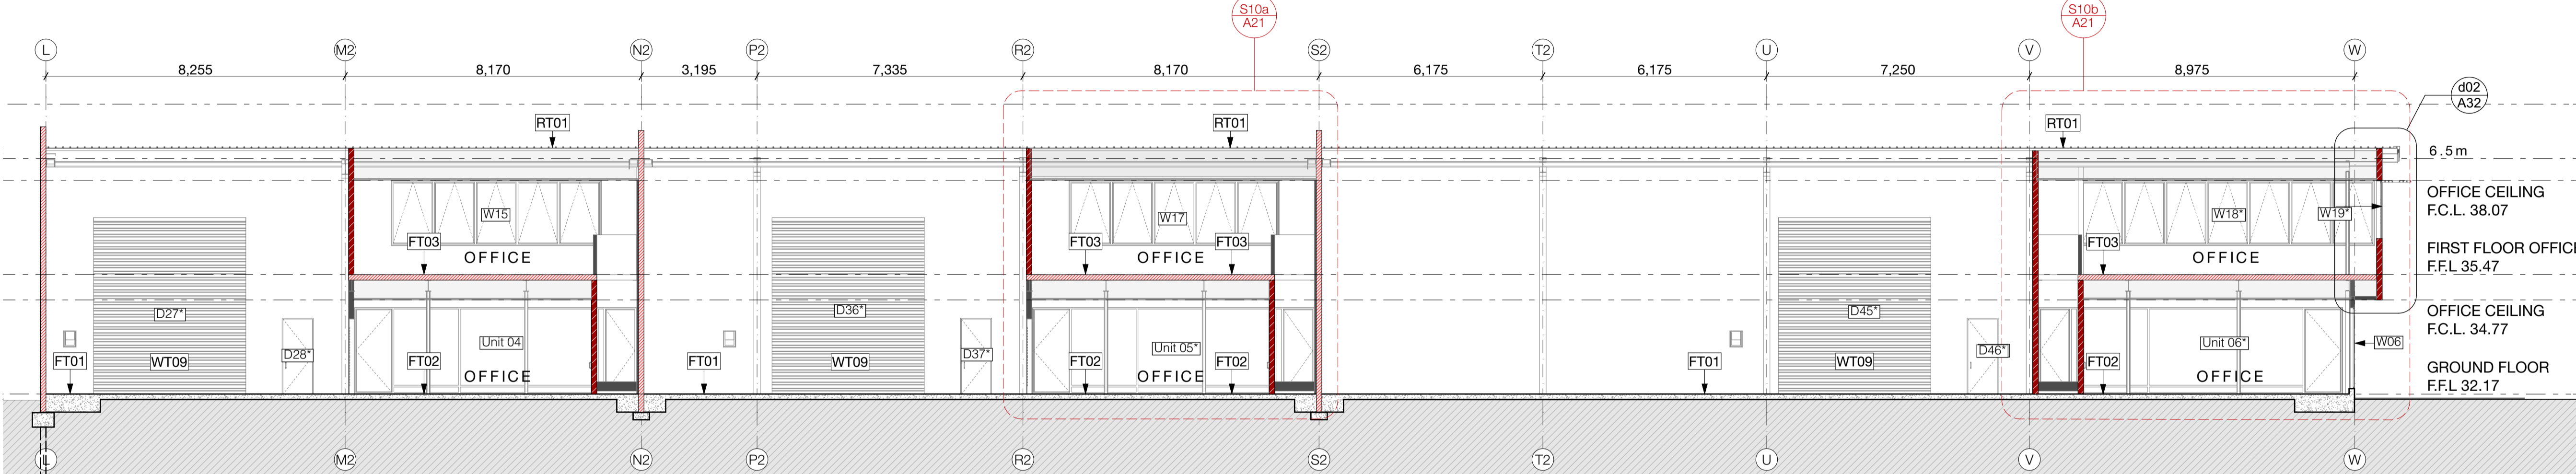 S10a
A21
S10b
A21
L
M2
N2
P2
R2
S2
T2
U
V
W
8,255
8,170
3,195
7,335
8,170
6,175
6,175
7,250
8,975
d02
A32
RT01
RT01
RT01
6.5m
OFFICE CEILING
F.C.L. 38.07
W15
W17
W18*
W19*
FT03
FT03
FT03
FT03
OFFICE
OFFICE
OFFICE
FIRST FLOOR OFFICE
F.F.L 35.47
D27*
D36*
D45*
OFFICE CEILING
F.C.L. 34.77
Unit 04
Unit 05*
Unit 06*
W06
D28*
D37*
D46*
FT01
WT09
FT02
FT01
WT09
FT02
FT02
FT01
WT09
FT02
OFFICE
OFFICE
OFFICE
GROUND FLOOR
F.F.L 32.17
L
M2
N2
P2
R2
S2
T2
U
V
W